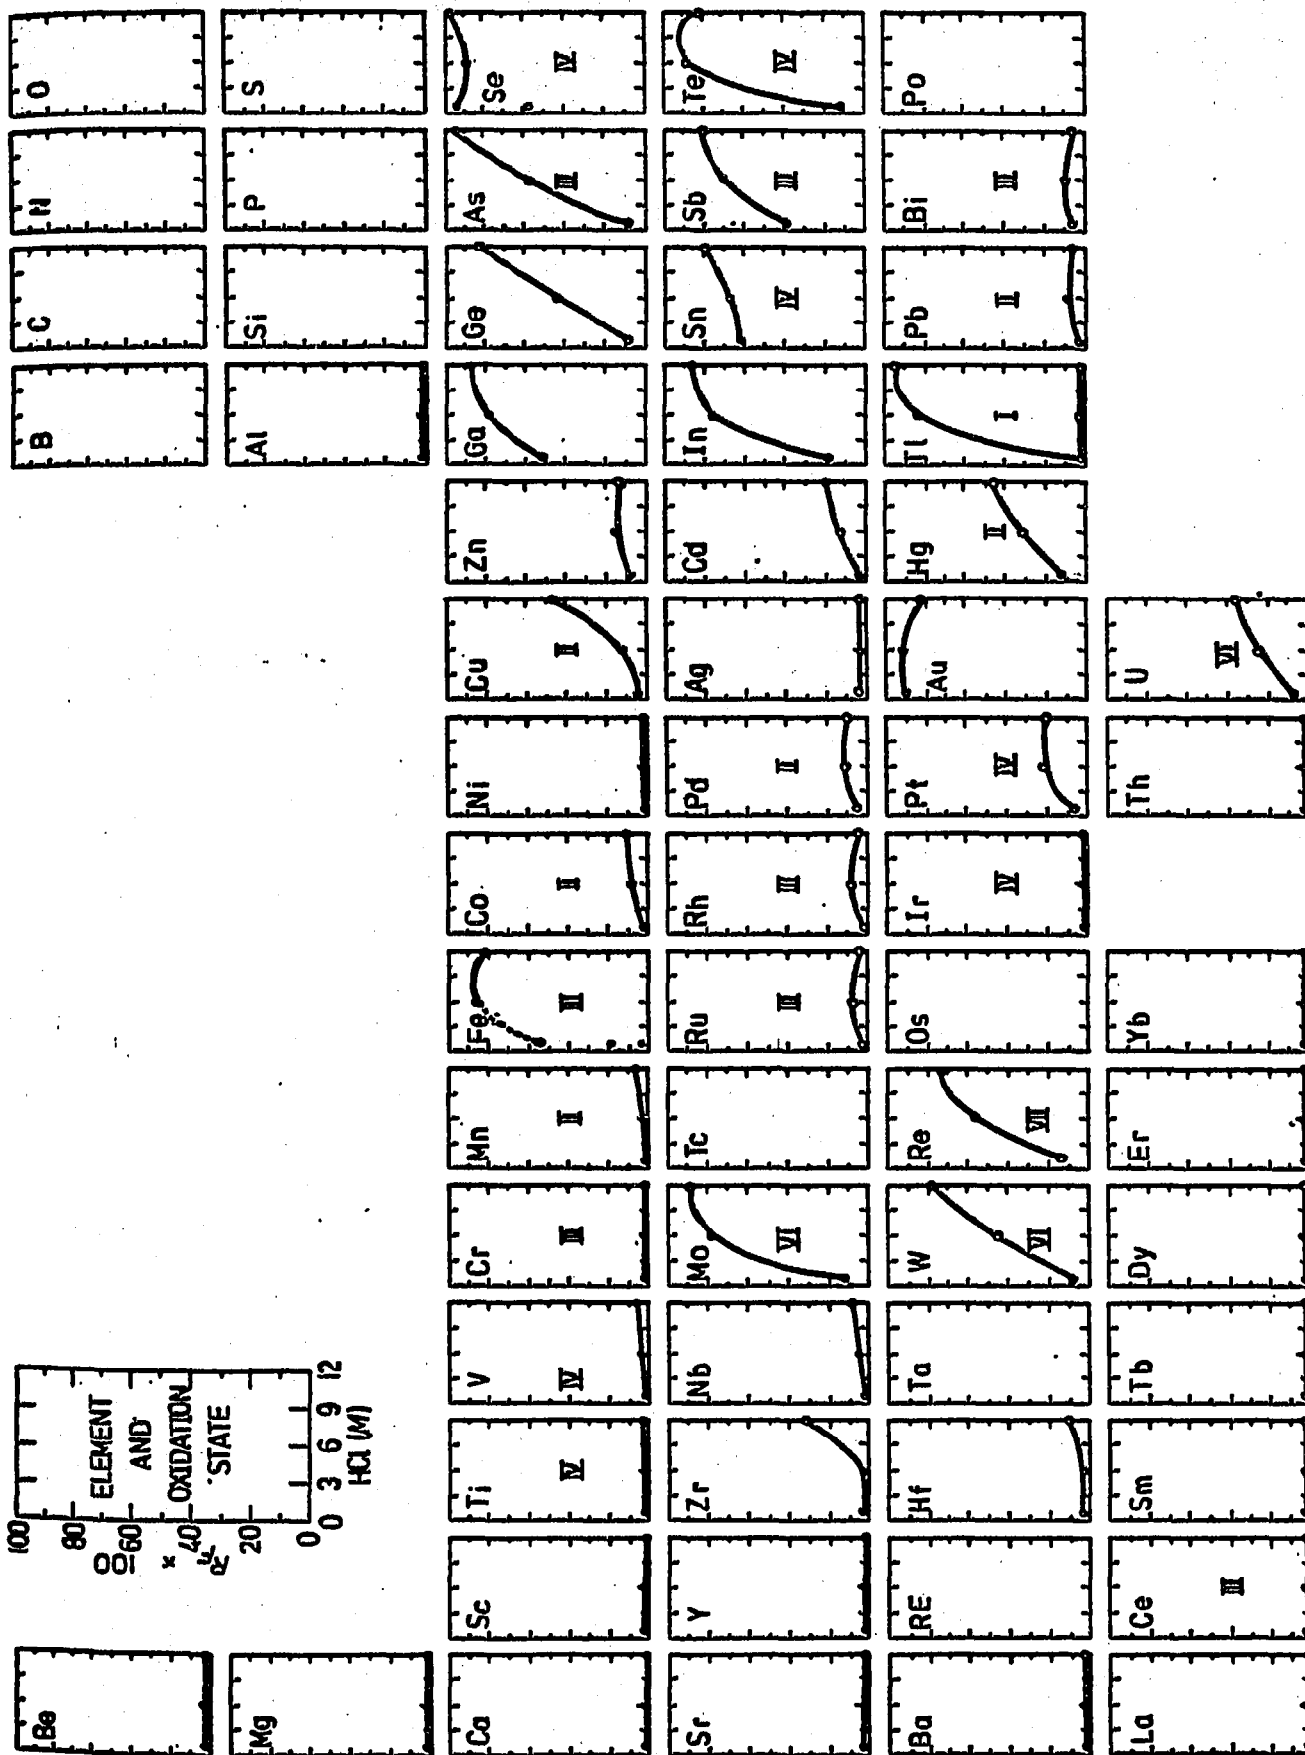 Be B C N O
100
80
60
40
20
0
R_F × 100
ELEMENT
AND
OXIDATION
STATE
0 3 6 9 12
HCl (M)
Mg Al Si P S
Ca Sc Ti V Cr Mn Fe Co Ni Cu Zn Ga Ge As Se
IV IV III II III II II III IV
Sr Y Zr Nb Mo Tc Ru Rh Pd Ag Cd In Sn Sb Te
VI III III II IV III IV
Ba RE Hf Ta W Re Os Ir Pt Au Hg Tl Pb Bi Po
VI VII IV IV II I II III
La Ce Sm Tb Dy Er Yb Th U
III VI